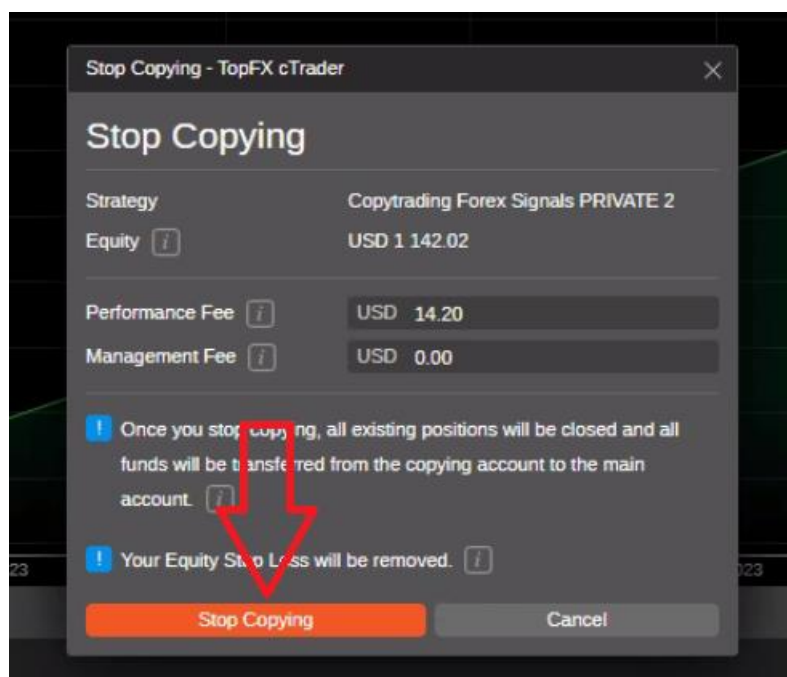 Stop Copying - TopFX cTrader
Stop Copying
Strategy Copytrading Forex Signals PRIVATE 2
Equity i USD 1 142.02
Performance Fee i USD 14.20
Management Fee i USD 0.00
! Once you stop copying, all existing positions will be closed and all
funds will be transferred from the copying account to the main
account. i
! Your Equity Stop Loss will be removed. i
23 023
Stop Copying Cancel